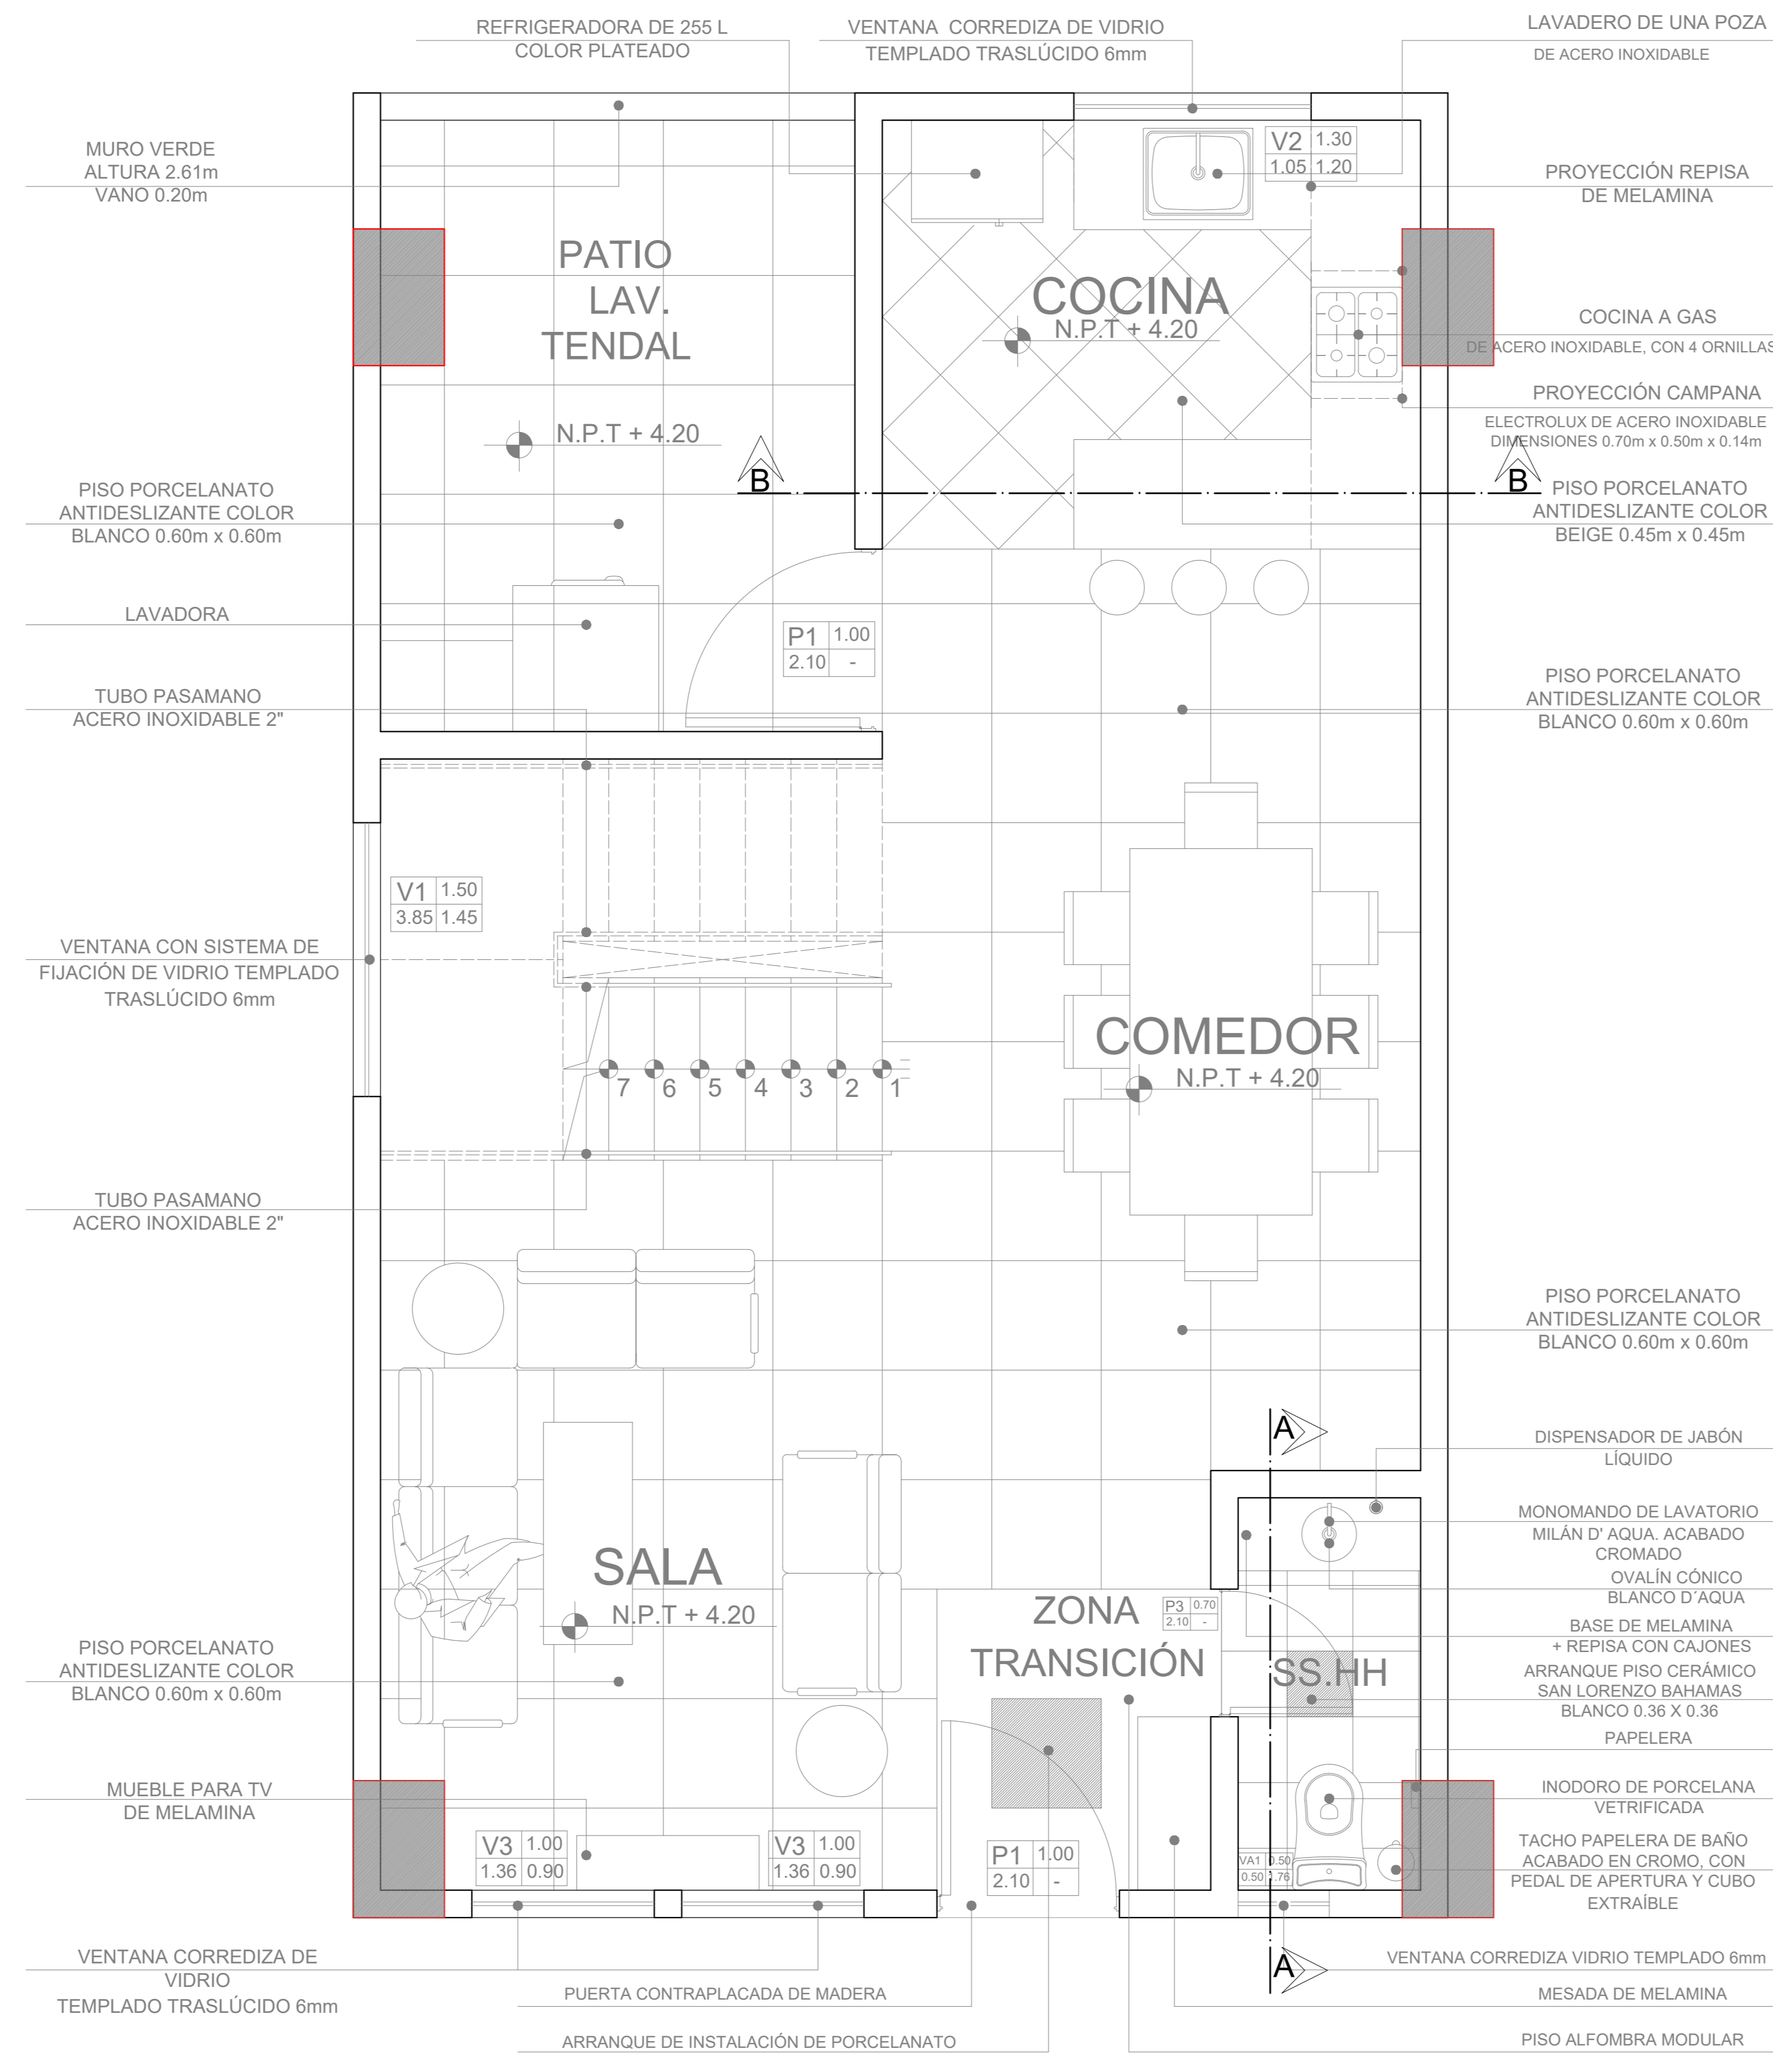 REFRIGERADORA DE 255 L
COLOR PLATEADO
VENTANA CORREDIZA DE VIDRIO
TEMPLADO TRASLÚCIDO 6mm
LAVADERO DE UNA POZA
DE ACERO INOXIDABLE
MURO VERDE
ALTURA 2.61m
VANO 0.20m
V2 1.30
1.05 1.20
PROYECCIÓN REPISA
DE MELAMINA
PATIO
LAV.
TENDAL
N.P.T + 4.20
COCINA
N.P.T + 4.20
COCINA A GAS
DE ACERO INOXIDABLE, CON 4 ORNILLAS
PROYECCIÓN CAMPANA
ELECTROLUX DE ACERO INOXIDABLE
DIMENSIONES 0.70m x 0.50m x 0.14m
B
B
PISO PORCELANATO
ANTIDESLIZANTE COLOR
BLANCO 0.60m x 0.60m
PISO PORCELANATO
ANTIDESLIZANTE COLOR
BEIGE 0.45m x 0.45m
LAVADORA
P1 1.00
2.10 -
TUBO PASAMANO
ACERO INOXIDABLE 2"
PISO PORCELANATO
ANTIDESLIZANTE COLOR
BLANCO 0.60m x 0.60m
V1 1.50
3.85 1.45
VENTANA CON SISTEMA DE
FIJACIÓN DE VIDRIO TEMPLADO
TRASLÚCIDO 6mm
COMEDOR
N.P.T + 4.20
7 6 5 4 3 2 1
TUBO PASAMANO
ACERO INOXIDABLE 2"
PISO PORCELANATO
ANTIDESLIZANTE COLOR
BLANCO 0.60m x 0.60m
A
DISPENSADOR DE JABÓN
LÍQUIDO
MONOMANDO DE LAVATORIO
MILÁN D' AQUA. ACABADO
CROMADO
OVALÍN CÓNICO
BLANCO D´AQUA
SALA
N.P.T + 4.20
ZONA
TRANSICIÓN
P3 0.70
2.10 -
SS.HH
BASE DE MELAMINA
+ REPISA CON CAJONES
ARRANQUE PISO CERÁMICO
SAN LORENZO BAHAMAS
BLANCO 0.36 X 0.36
PAPELERA
PISO PORCELANATO
ANTIDESLIZANTE COLOR
BLANCO 0.60m x 0.60m
MUEBLE PARA TV
DE MELAMINA
INODORO DE PORCELANA
VETRIFICADA
V3 1.00
1.36 0.90
V3 1.00
1.36 0.90
P1 1.00
2.10 -
VA1 0.50
0.50 1.76
TACHO PAPELERA DE BAÑO
ACABADO EN CROMO, CON
PEDAL DE APERTURA Y CUBO
EXTRAÍBLE
VENTANA CORREDIZA DE
VIDRIO
TEMPLADO TRASLÚCIDO 6mm
A
VENTANA CORREDIZA VIDRIO TEMPLADO 6mm
PUERTA CONTRAPLACADA DE MADERA
MESADA DE MELAMINA
ARRANQUE DE INSTALACIÓN DE PORCELANATO
PISO ALFOMBRA MODULAR